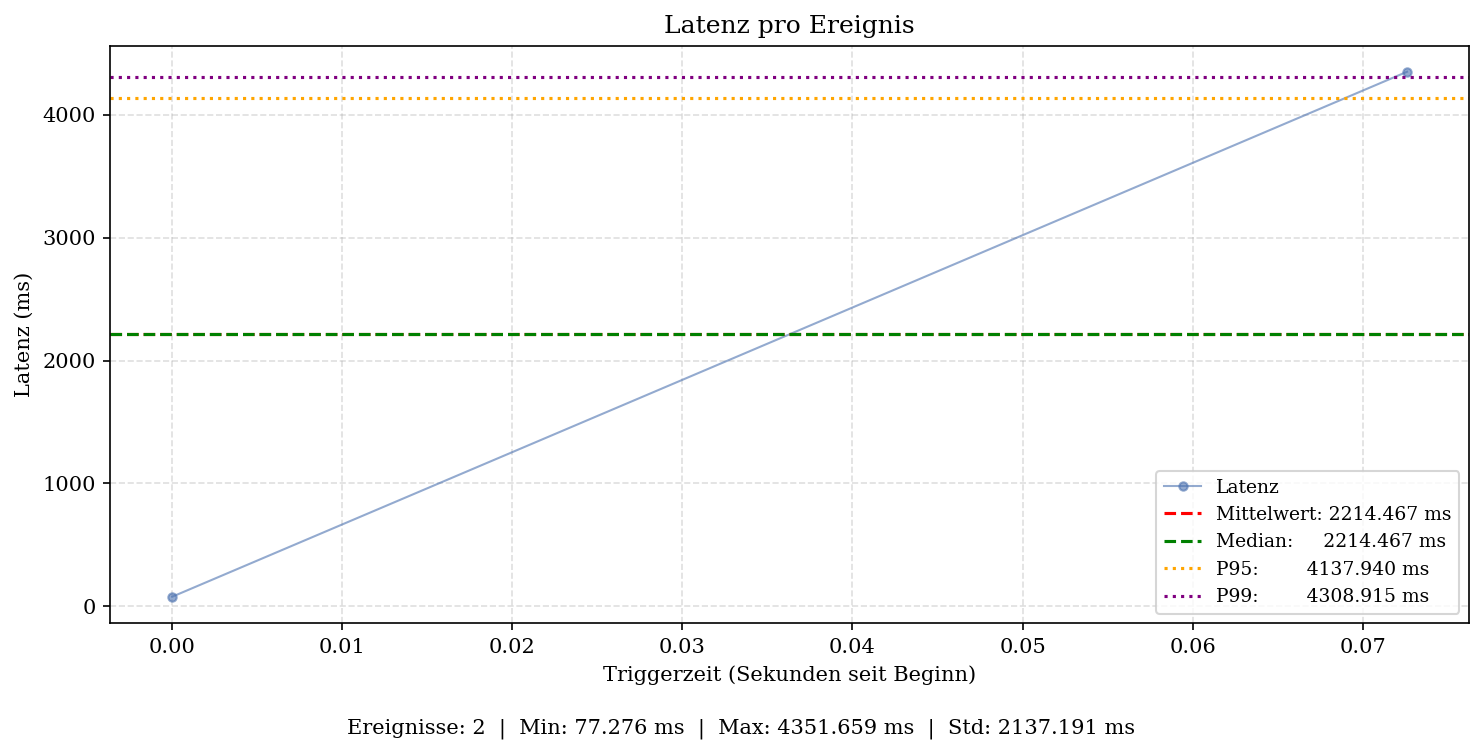 Latenz pro Ereignis
Latenz (ms)
4000
3000
2000
1000
0
Latenz
Mittelwert: 2214.467 ms
Median: 2214.467 ms
P95: 4137.940 ms
P99: 4308.915 ms
0.00 0.01 0.02 0.03 0.04 0.05 0.06 0.07
Triggerzeit (Sekunden seit Beginn)
Ereignisse: 2 | Min: 77.276 ms | Max: 4351.659 ms | Std: 2137.191 ms